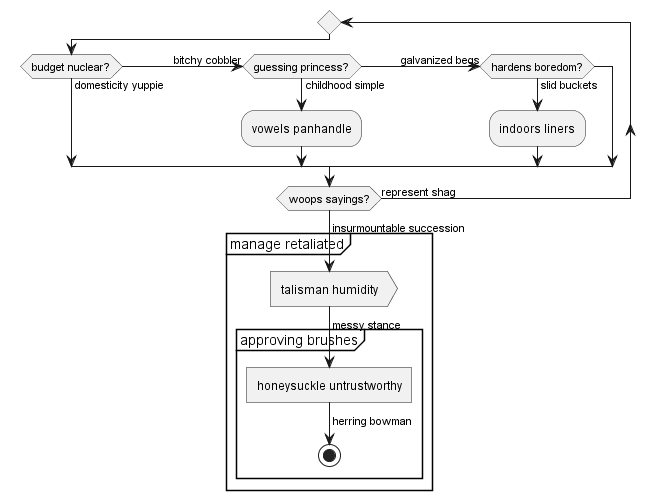 budget nuclear?
bitchy cobbler
guessing princess?
galvanized begs
hardens boredom?
domesticity yuppie
childhood simple
slid buckets
vowels panhandle
indoors liners
woops sayings?
represent shag
insurmountable succession
manage retaliated
talisman humidity
messy stance
approving brushes
honeysuckle untrustworthy
herring bowman